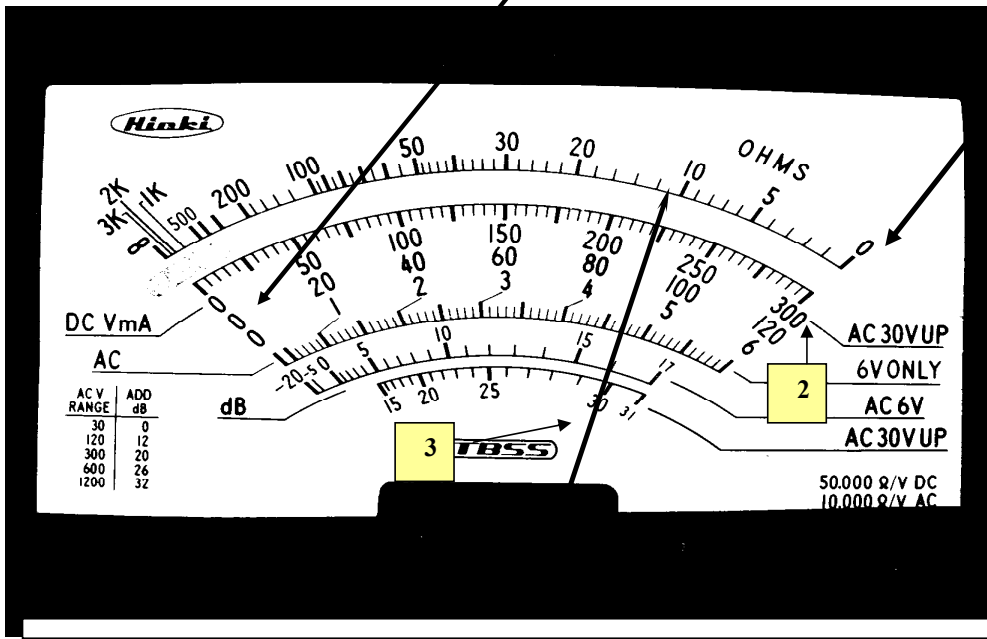 Hioki
OHMS
∞ 3K 2K 1K 500 200 100 50 30 20 10 5 0
0 50 100 150 200 250 300
0 20 40 60 80 100 120
0 1 2 3 4 5 6
DC VmA
AC
AC 30V UP
6V ONLY
-20 -5 0 5 10 15 17
dB
AC 6V
15 20 25 30 31
AC 30V UP
2
3
TBSS
AC V RANGE ADD dB
30 0
120 12
300 20
600 26
1200 32
50.000 Ω/V DC
10.000 Ω/V AC